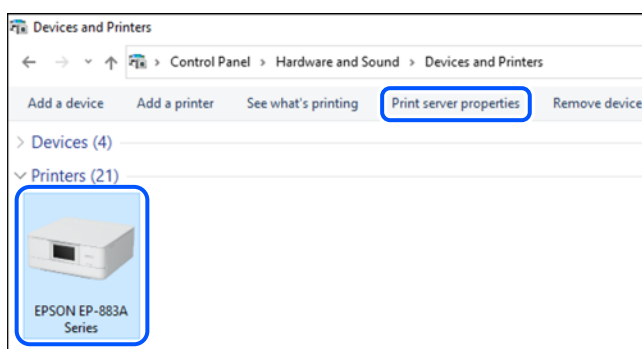 Devices and Printers
Control Panel > Hardware and Sound > Devices and Printers
Add a device Add a printer See what's printing Print server properties Remove device
Devices (4)
Printers (21)
EPSON EP-883A
Series